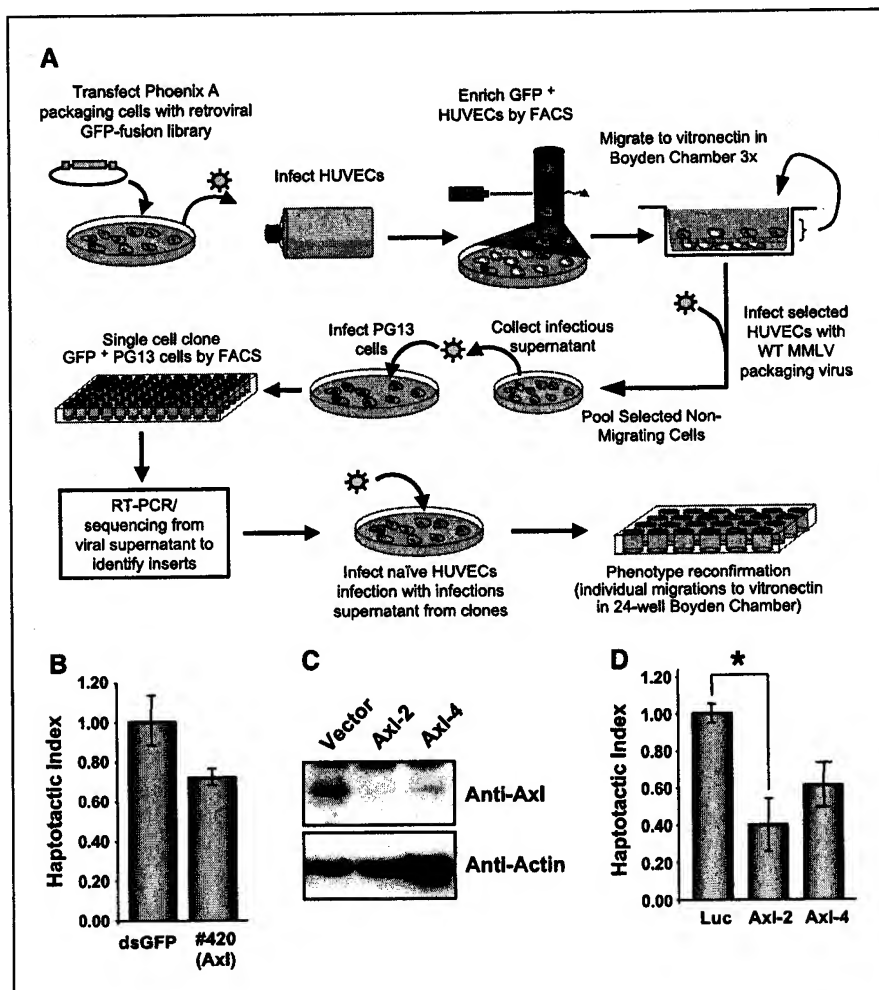 A
Transfect Phoenix A
packaging cells with retroviral
GFP-fusion library
Infect HUVECs
Enrich GFP +
HUVECs by FACS
Migrate to vitronectin in
Boyden Chamber 3x
Infect selected
HUVECs with
WT MMLV
packaging virus
Pool Selected Non-
Migrating Cells
Collect infectious
supernatant
Infect PG13
cells
Single cell clone
GFP + PG13 cells by FACS
RT-PCR/
sequencing from
viral supernatant to
identify inserts
Infect naïve HUVECs
infection with infections
supernatant from clones
Phenotype reconfirmation
(individual migrations to vitronectin
in 24-well Boyden Chamber)
B
Haptotactic Index
1.20
1.00
0.80
0.60
0.40
0.20
0.00
dsGFP
#420
(Axl)
C
Vector
Axl-2
Axl-4
Anti-Axl
Anti-Actin
D
Haptotactic Index
1.20
1.00
0.80
0.60
0.40
0.20
0.00
*
Luc
Axl-2
Axl-4